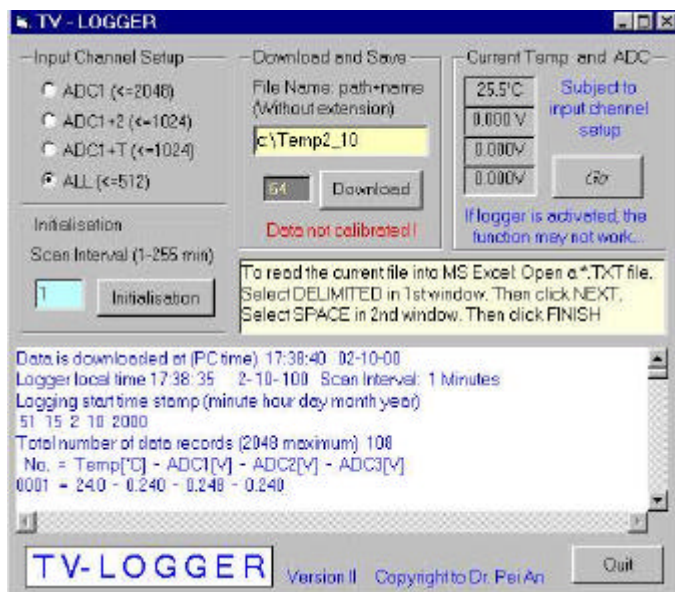 TV - LOGGER
Input Channel Setup
ADC1 (<=2048)
ADC1+2 (<=1024)
ADC1+T (<=1024)
ALL (<=512)
Initialisation
Scan Interval (1-255 min)
1
Initialisation
Download and Save
File Name: path+name
(Without extension)
c:\Temp2_10
64
Download
Data not calibrated!
Current Temp and ADC
25.5'C
0.000 V
0.000V
0.000V
Subject to
input channel
setup
Go
If logger is activated, the
function may not work...
To read the current file into MS Excel: Open a *.TXT file,
Select DELIMITED in 1st window. Then click NEXT,
Select SPACE in 2nd window. Then click FINISH
Data is downloaded at (PC time) 17:38:40 02-10-00
Logger local time 17:38:35 2-10-100 Scan Interval: 1 Minutes
Logging start time stamp (minute hour day month year)
51 15 2 10 2000
Total number of data records (2048 maximum) 108
No. = Temp[°C] - ADC1[V] - ADC2[V] - ADC3[V]
0001 = 24.0 - 0.240 - 0.248 - 0.240
TV-LOGGER
Version II Copyright to Dr. Pei An
Quit